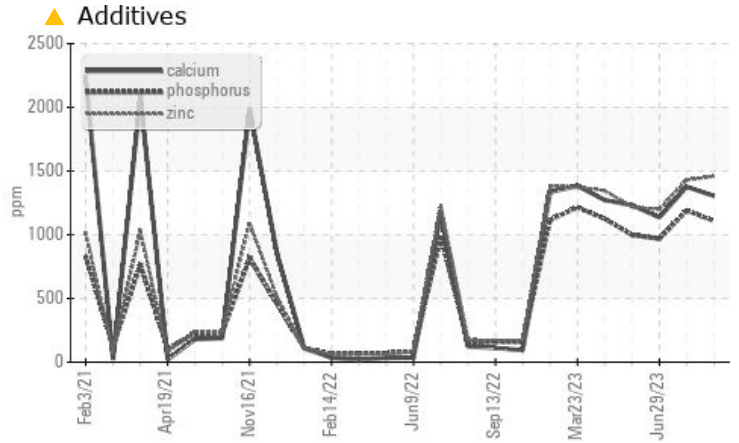 Additives
2500
2000
1500
1000
500
0
ppm
calcium
phosphorus
zinc
Feb3/21
Apr19/21
Nov16/21
Feb14/22
Jun9/22
Sep13/22
Mar23/23
Jun29/23